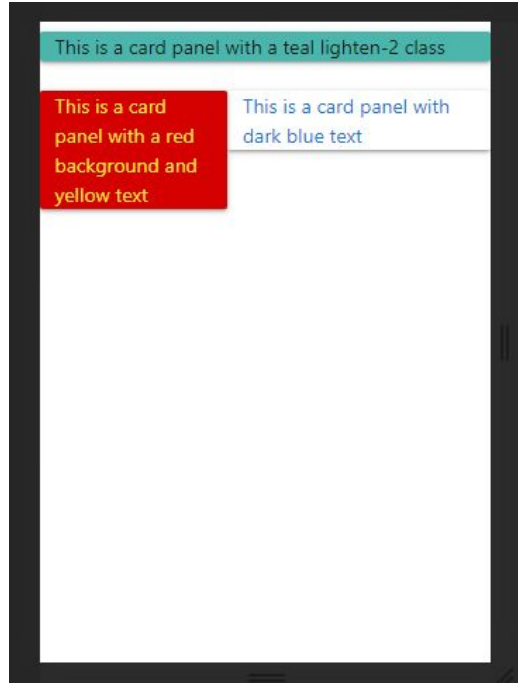 This is a card panel with a teal lighten-2 class
This is a card
panel with a red
background and
yellow text
This is a card panel with
dark blue text